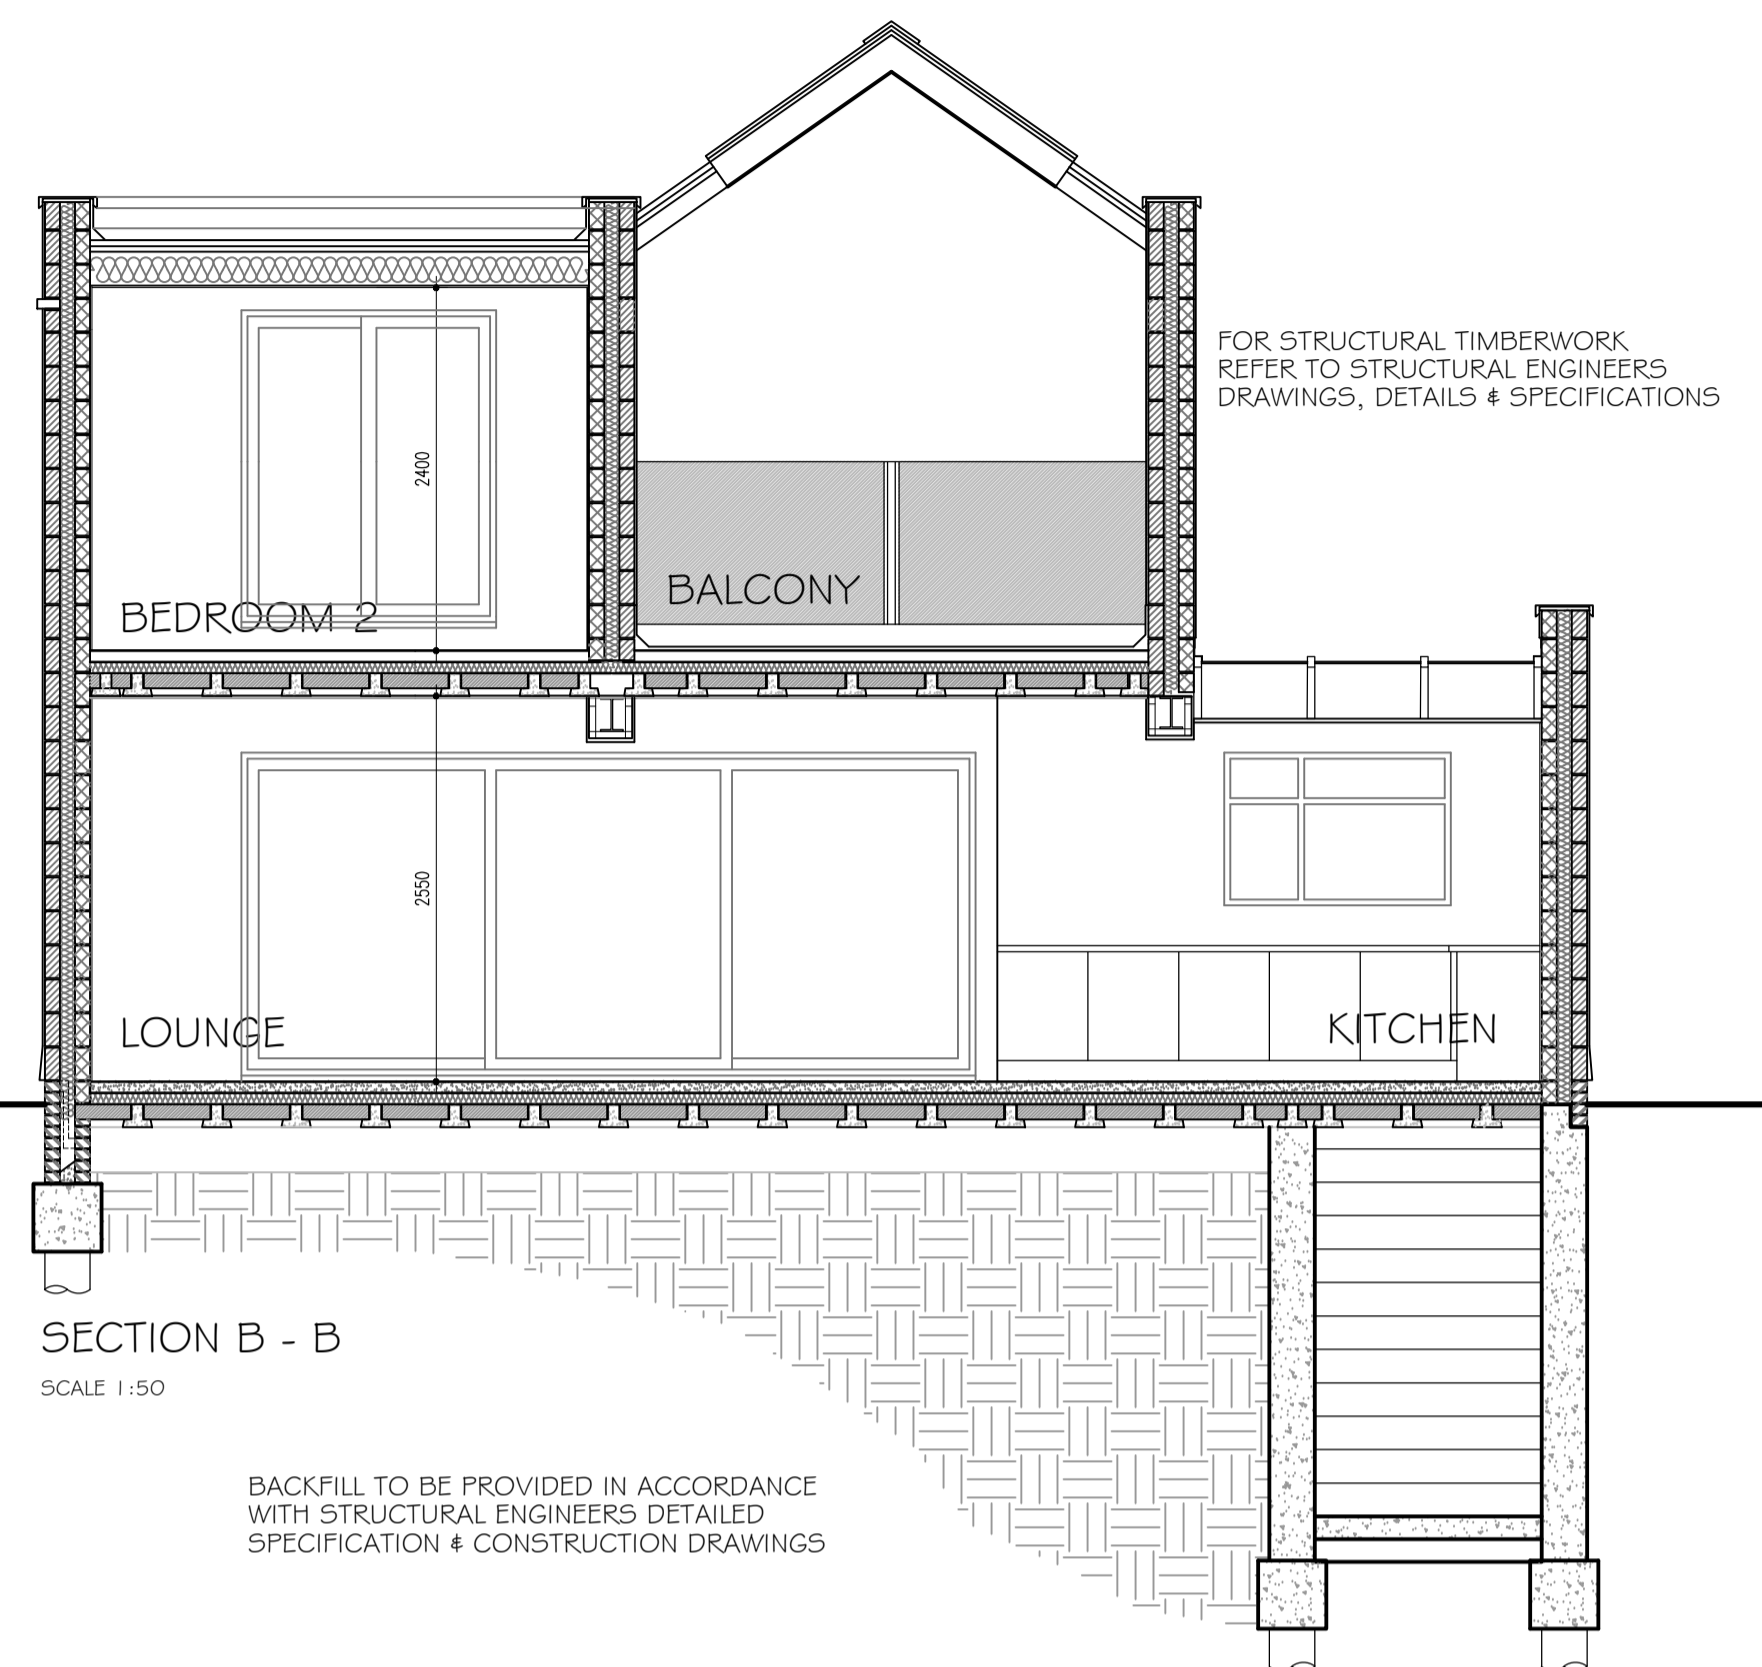 FOR STRUCTURAL TIMBERWORK
REFER TO STRUCTURAL ENGINEERS
DRAWINGS, DETAILS & SPECIFICATIONS
2400
BEDROOM 2
BALCONY
2550
LOUNGE
KITCHEN
SECTION B - B
SCALE 1:50
BACKFILL TO BE PROVIDED IN ACCORDANCE
WITH STRUCTURAL ENGINEERS DETAILED
SPECIFICATION & CONSTRUCTION DRAWINGS